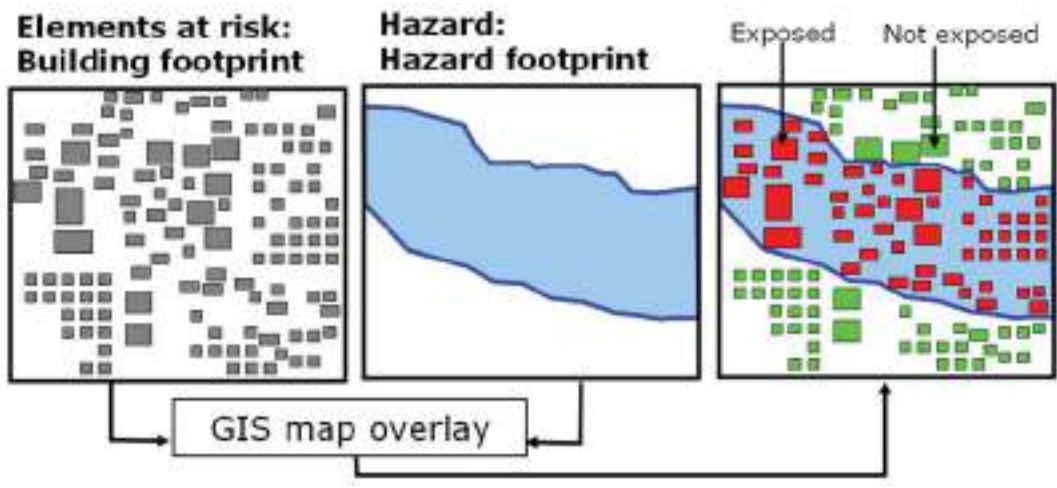 Elements at risk:
Building footprint
Hazard:
Hazard footprint
Exposed
Not exposed
GIS map overlay